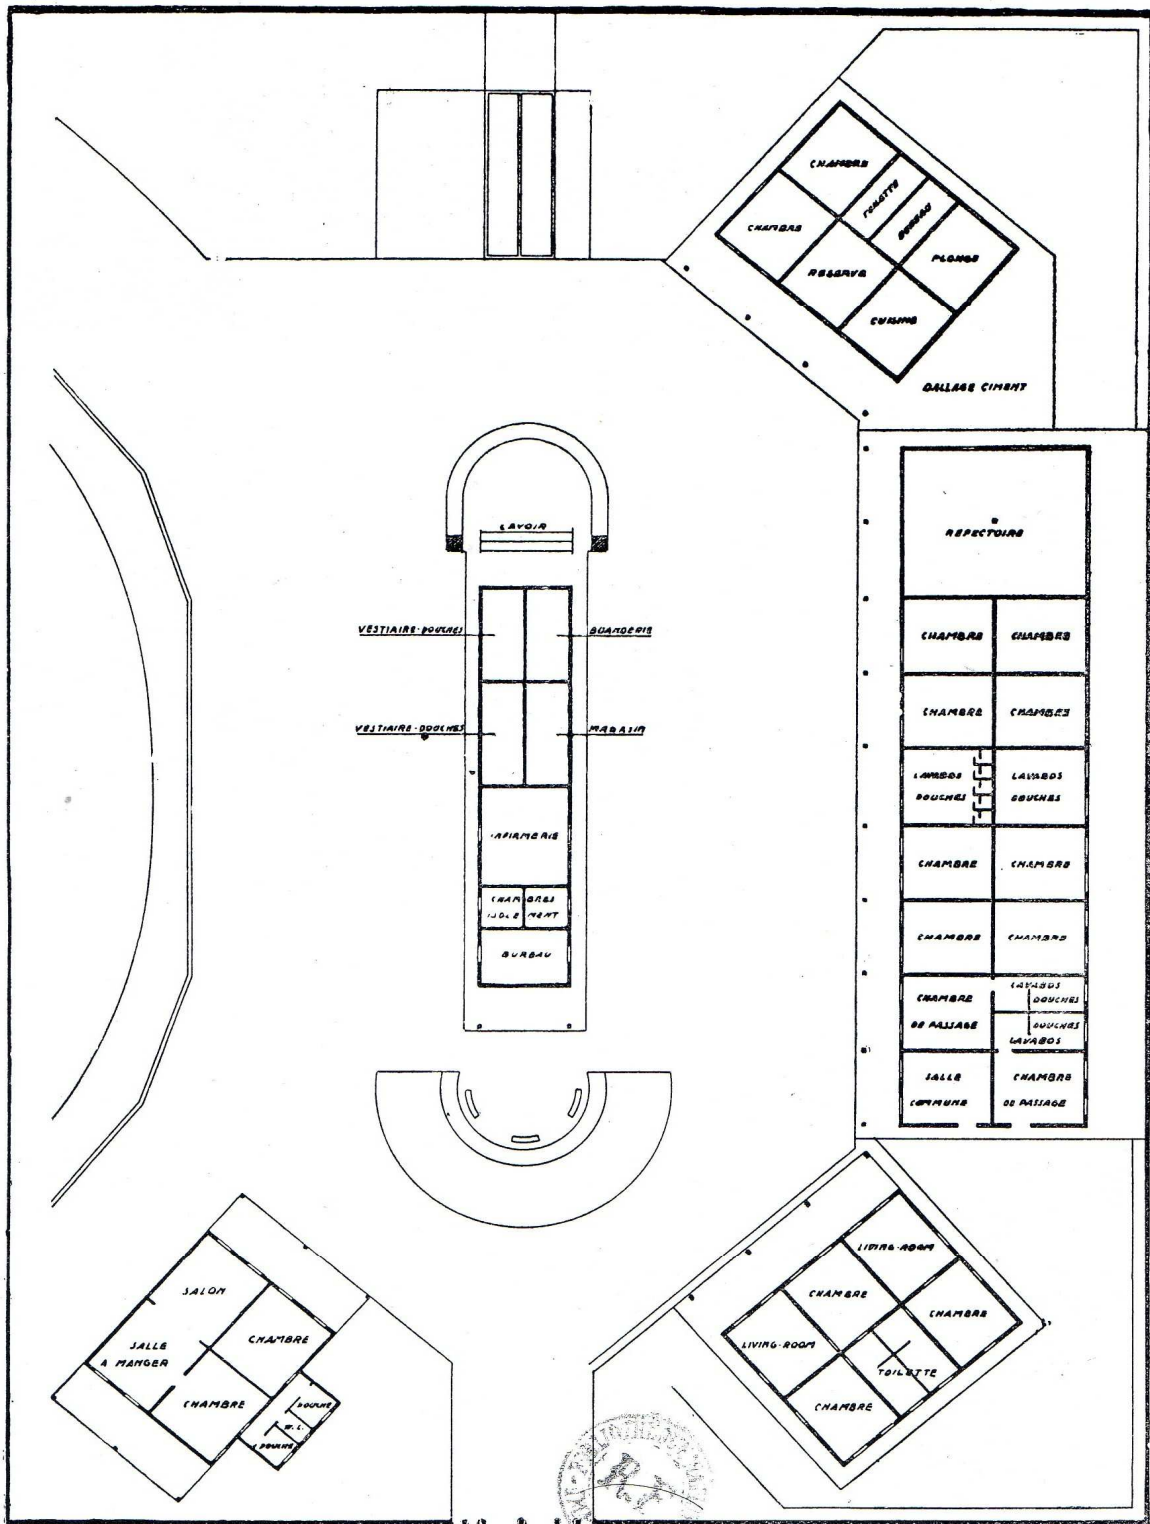 CHAMBRE
TOILETTE
BUREAU
CHAMBRE
PLONGE
RESERVE
CUISINE
DALLAGE CIMENT
LAVOIR
REFECTOIRE
VESTIAIRE-DOUCHES
BUANDERIE
CHAMBRE
CHAMBRE
VESTIAIRE-DOUCHES
MAGASIN
CHAMBRE
CHAMBRES
LAVABOS
DOUCHES
LAVABOS
DOUCHES
INFIRMERIE
CHAMBRE
CHAMBRE
CHAMBRES
ISOLEMENT
BUREAU
CHAMBRE
CHAMBRE
CHAMBRE
DE PASSAGE
LAVABOS
DOUCHES
DOUCHES
LAVABOS
SALLE
COMMUNE
CHAMBRE
DE PASSAGE
SALON
SALLE
A MANGER
CHAMBRE
CHAMBRE
DOUCHE
W.C.
DOUCHE
LIVING-ROOM
CHAMBRE
CHAMBRE
LIVING-ROOM
TOILETTE
CHAMBRE